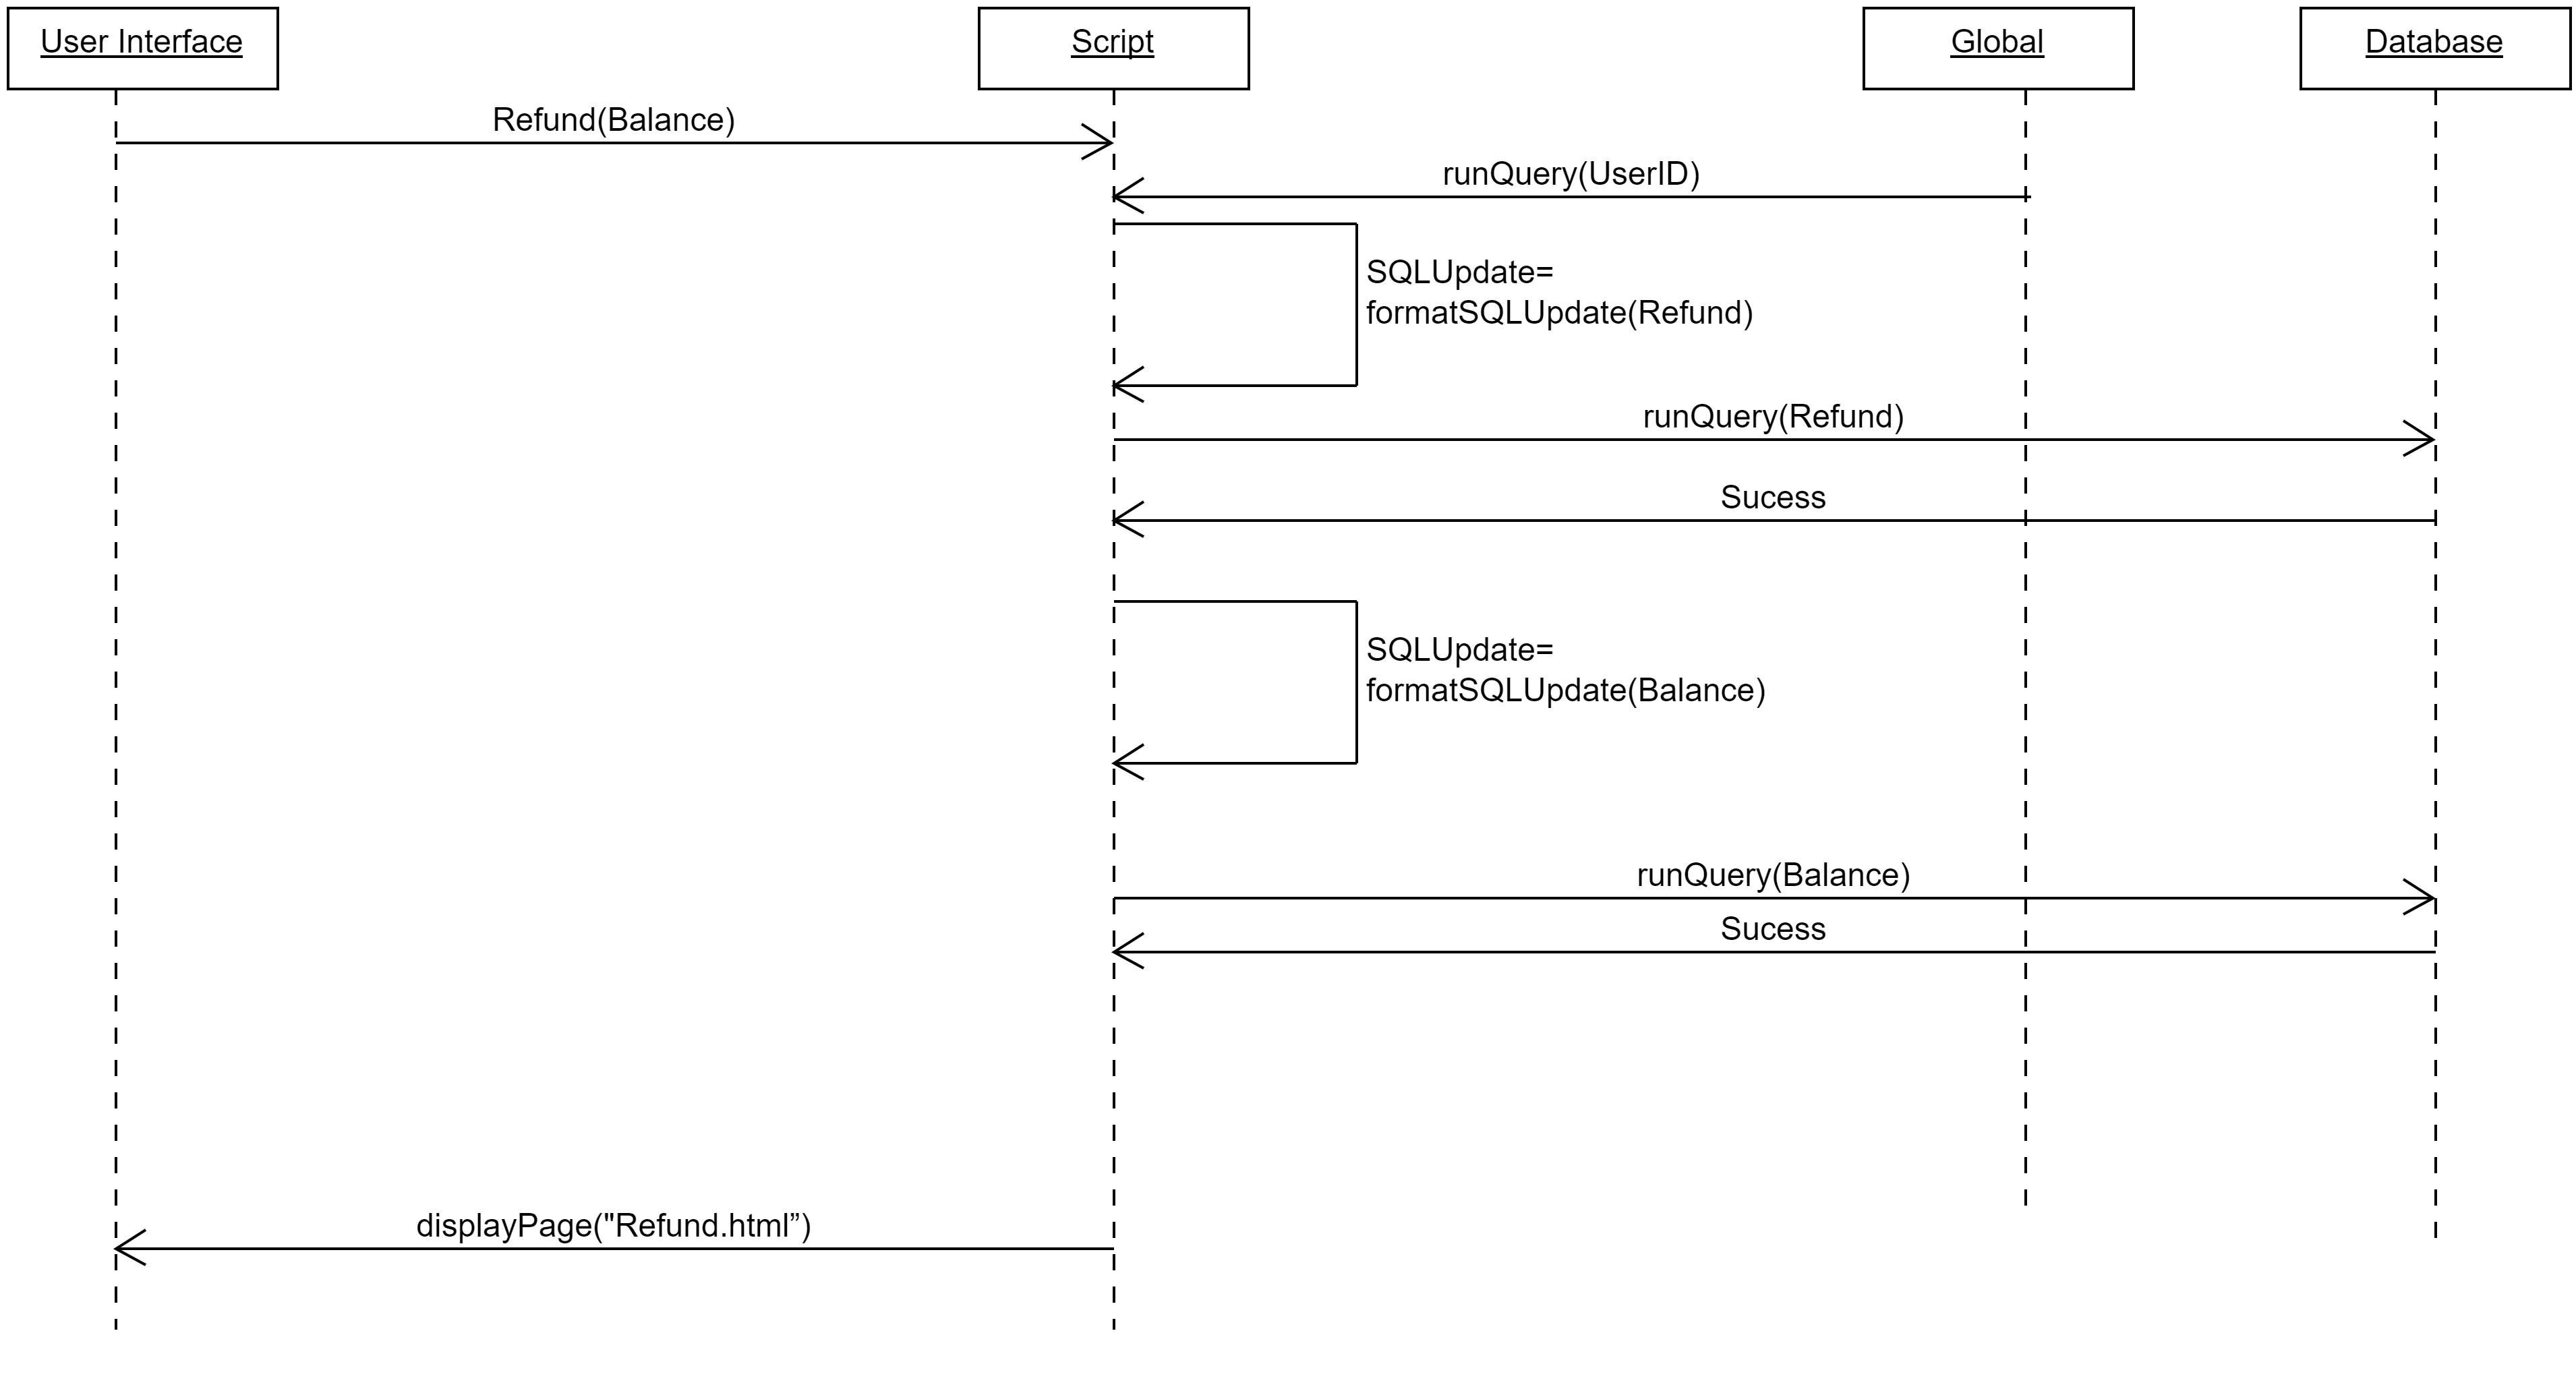 User Interface
Script
Global
Database
Refund(Balance)
runQuery(UserID)
SQLUpdate=
formatSQLUpdate(Refund)
runQuery(Refund)
Sucess
SQLUpdate=
formatSQLUpdate(Balance)
runQuery(Balance)
Sucess
displayPage("Refund.html”)